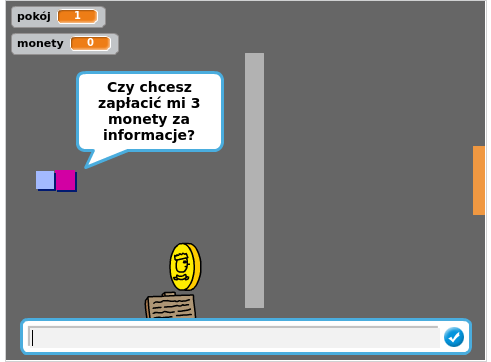 pokój 1
monety 0
Czy chcesz
zapłacić mi 3
monety za
informacje?